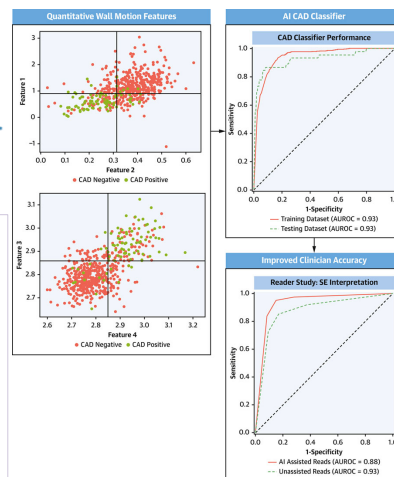 Quantitative Wall Motion Features
3
2
1
0
−1
Feature 1
0.0 0.1 0.2 0.3 0.4 0.5 0.6
Feature 2
CAD Negative CAD Positive
3.1
3.0
2.9
2.8
2.7
Feature 3
2.6 2.7 2.8 2.9 3.0 3.1 3.2
Feature 4
CAD Negative CAD Positive
AI CAD Classifier
CAD Classifier Performance
1.0
0.8
0.6
0.4
0.2
0.0
Sensitivity
0.0 0.2 0.4 0.6 0.8 1.0
1-Specificity
Training Dataset (AUROC = 0.93)
Testing Dataset (AUROC = 0.93)
Improved Clinician Accuracy
Reader Study: SE Interpretation
1.0
0.8
0.6
0.4
0.2
0.0
Sensitivity
0.0 0.2 0.4 0.6 0.8 1.0
1-Specificity
AI Assisted Reads (AUROC = 0.88)
Unassisted Reads (AUROC = 0.93)